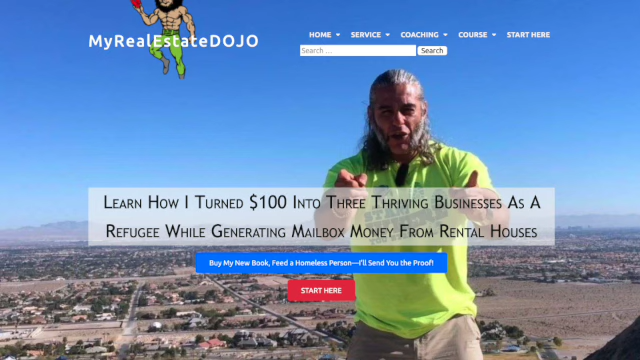 MyRealEstateDOJO
HOME SERVICE COACHING COURSE START HERE
Search … Search
Learn How I Turned $100 Into Three Thriving Businesses As A
Refugee While Generating Mailbox Money From Rental Houses
Buy My New Book, Feed a Homeless Person—I'll Send You the Proof!
START HERE